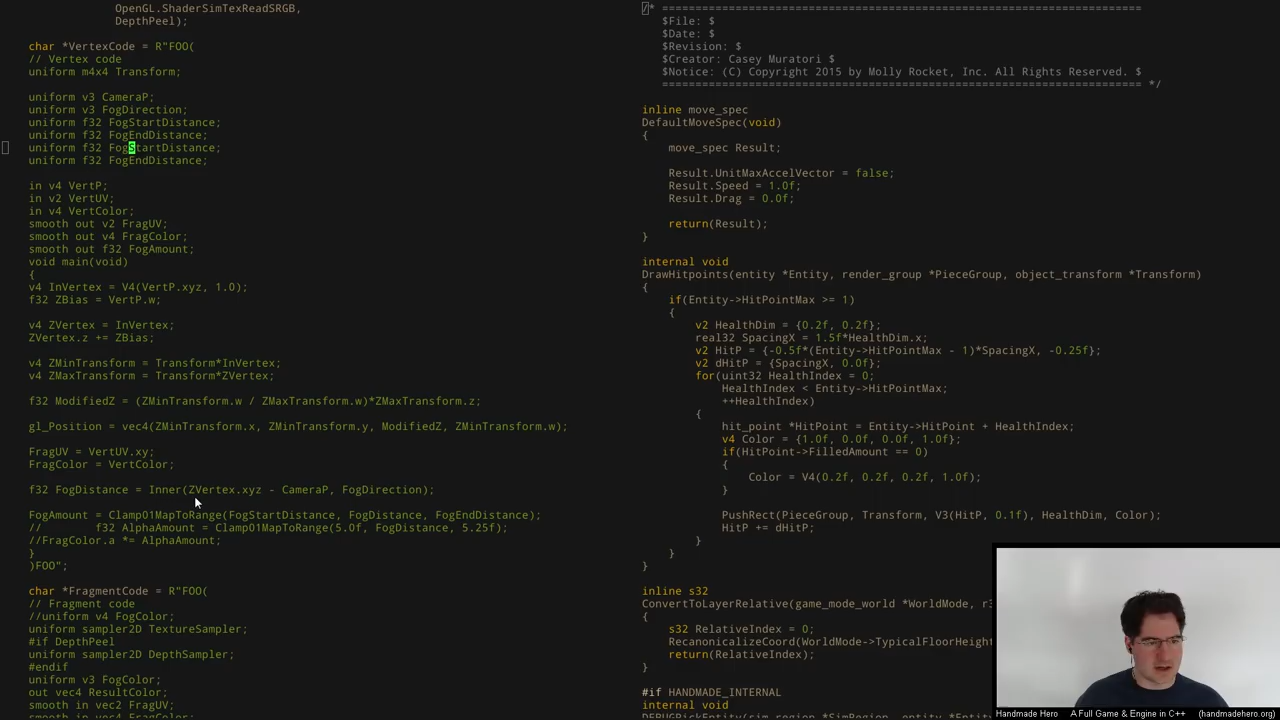 OpenGL.ShaderSimTexReadSRGB,
DepthPeel);
char *VertexCode = R"FOO(
// Vertex code
uniform m4x4 Transform;
uniform v3 CameraP;
uniform v3 FogDirection;
uniform f32 FogStartDistance;
uniform f32 FogEndDistance;
uniform f32 FogStartDistance;
uniform f32 FogEndDistance;
in v4 VertP;
in v2 VertUV;
in v4 VertColor;
smooth out v2 FragUV;
smooth out v4 FragColor;
smooth out f32 FogAmount;
void main(void)
{
v4 InVertex = V4(VertP.xyz, 1.0);
f32 ZBias = VertP.w;
v4 ZVertex = InVertex;
ZVertex.z += ZBias;
v4 ZMinTransform = Transform*InVertex;
v4 ZMaxTransform = Transform*ZVertex;
f32 ModifiedZ = (ZMinTransform.w / ZMaxTransform.w)*ZMaxTransform.z;
gl_Position = vec4(ZMinTransform.x, ZMinTransform.y, ModifiedZ, ZMinTransform.w);
FragUV = VertUV.xy;
FragColor = VertColor;
f32 FogDistance = Inner(ZVertex.xyz - CameraP, FogDirection);
FogAmount = Clamp01MapToRange(FogStartDistance, FogDistance, FogEndDistance);
//        f32 AlphaAmount = Clamp01MapToRange(5.0f, FogDistance, 5.25f);
//FragColor.a *= AlphaAmount;
}
)FOO";
char *FragmentCode = R"FOO(
// Fragment code
//uniform v4 FogColor;
uniform sampler2D TextureSampler;
#if DepthPeel
uniform sampler2D DepthSampler;
#endif
uniform v3 FogColor;
out vec4 ResultColor;
smooth in vec2 FragUV;
smooth in vec4 FragColor;
/* ========================================================================
$File: $
$Date: $
$Revision: $
$Creator: Casey Muratori $
$Notice: (C) Copyright 2015 by Molly Rocket, Inc. All Rights Reserved. $
======================================================================== */
inline move_spec
DefaultMoveSpec(void)
{
move_spec Result;
Result.UnitMaxAccelVector = false;
Result.Speed = 1.0f;
Result.Drag = 0.0f;
return(Result);
}
internal void
DrawHitpoints(entity *Entity, render_group *PieceGroup, object_transform *Transform)
{
if(Entity->HitPointMax >= 1)
{
v2 HealthDim = {0.2f, 0.2f};
real32 SpacingX = 1.5f*HealthDim.x;
v2 HitP = {-0.5f*(Entity->HitPointMax - 1)*SpacingX, -0.25f};
v2 dHitP = {SpacingX, 0.0f};
for(uint32 HealthIndex = 0;
HealthIndex < Entity->HitPointMax;
++HealthIndex)
{
hit_point *HitPoint = Entity->HitPoint + HealthIndex;
v4 Color = {1.0f, 0.0f, 0.0f, 1.0f};
if(HitPoint->FilledAmount == 0)
{
Color = V4(0.2f, 0.2f, 0.2f, 1.0f);
}
PushRect(PieceGroup, Transform, V3(HitP, 0.1f), HealthDim, Color);
HitP += dHitP;
}
}
}
inline s32
ConvertToLayerRelative(game_mode_world *WorldMode, r3
{
s32 RelativeIndex = 0;
RecanonicalizeCoord(WorldMode->TypicalFloorHeight
return(RelativeIndex);
}
#if HANDMADE_INTERNAL
internal void
DEBUGPickEntity(sim_region *SimRegion, entity *Entity
Handmade Hero    A Full Game & Engine in C++    (handmadehero.org)